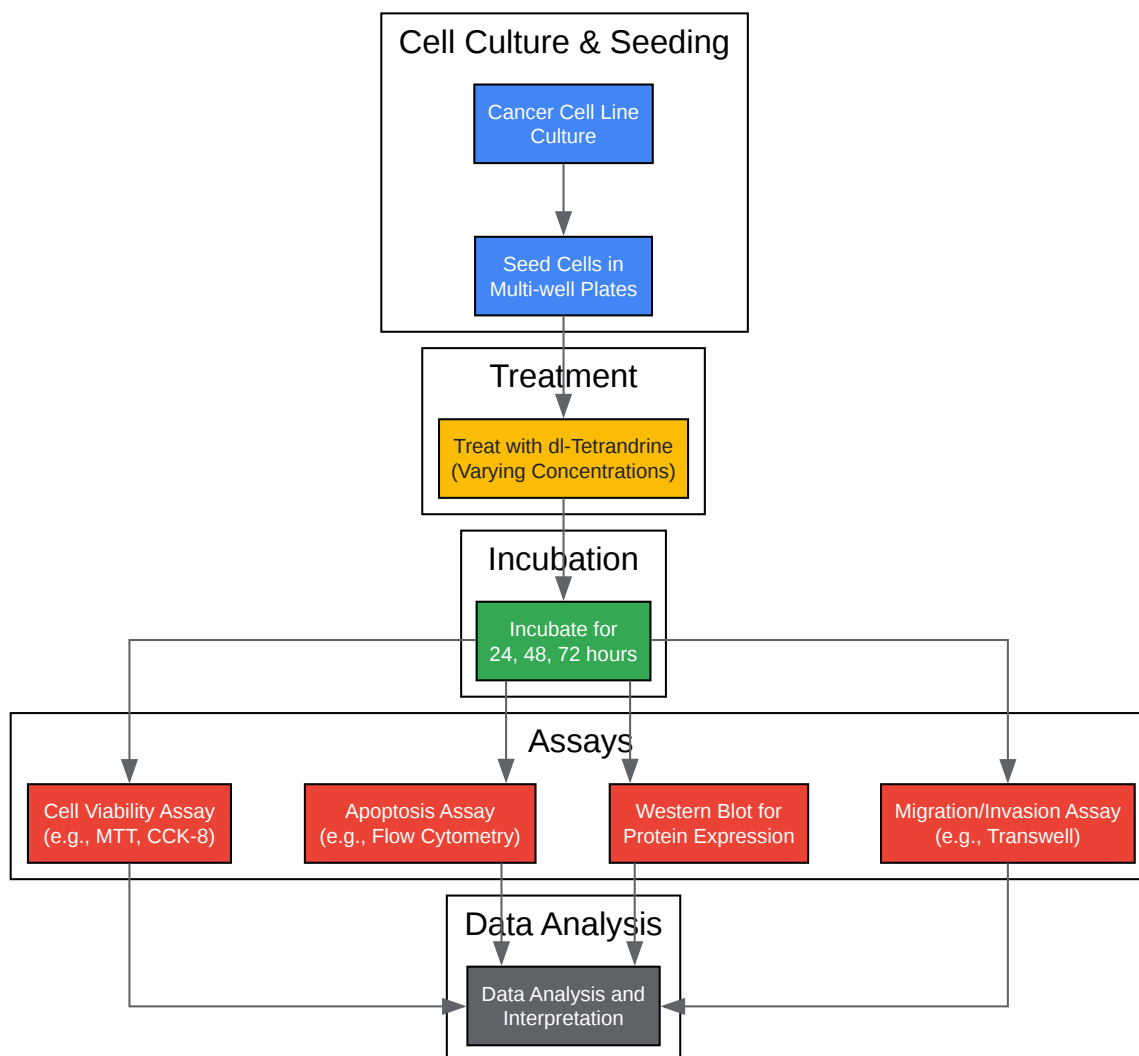 Cell Culture & Seeding
Cancer Cell Line
Culture
Seed Cells in
Multi-well Plates
Treatment
Treat with dl-Tetrandrine
(Varying Concentrations)
Incubation
Incubate for
24, 48, 72 hours
Assays
Cell Viability Assay
(e.g., MTT, CCK-8)
Apoptosis Assay
(e.g., Flow Cytometry)
Western Blot for
Protein Expression
Migration/Invasion Assay
(e.g., Transwell)
Data Analysis
Data Analysis and
Interpretation